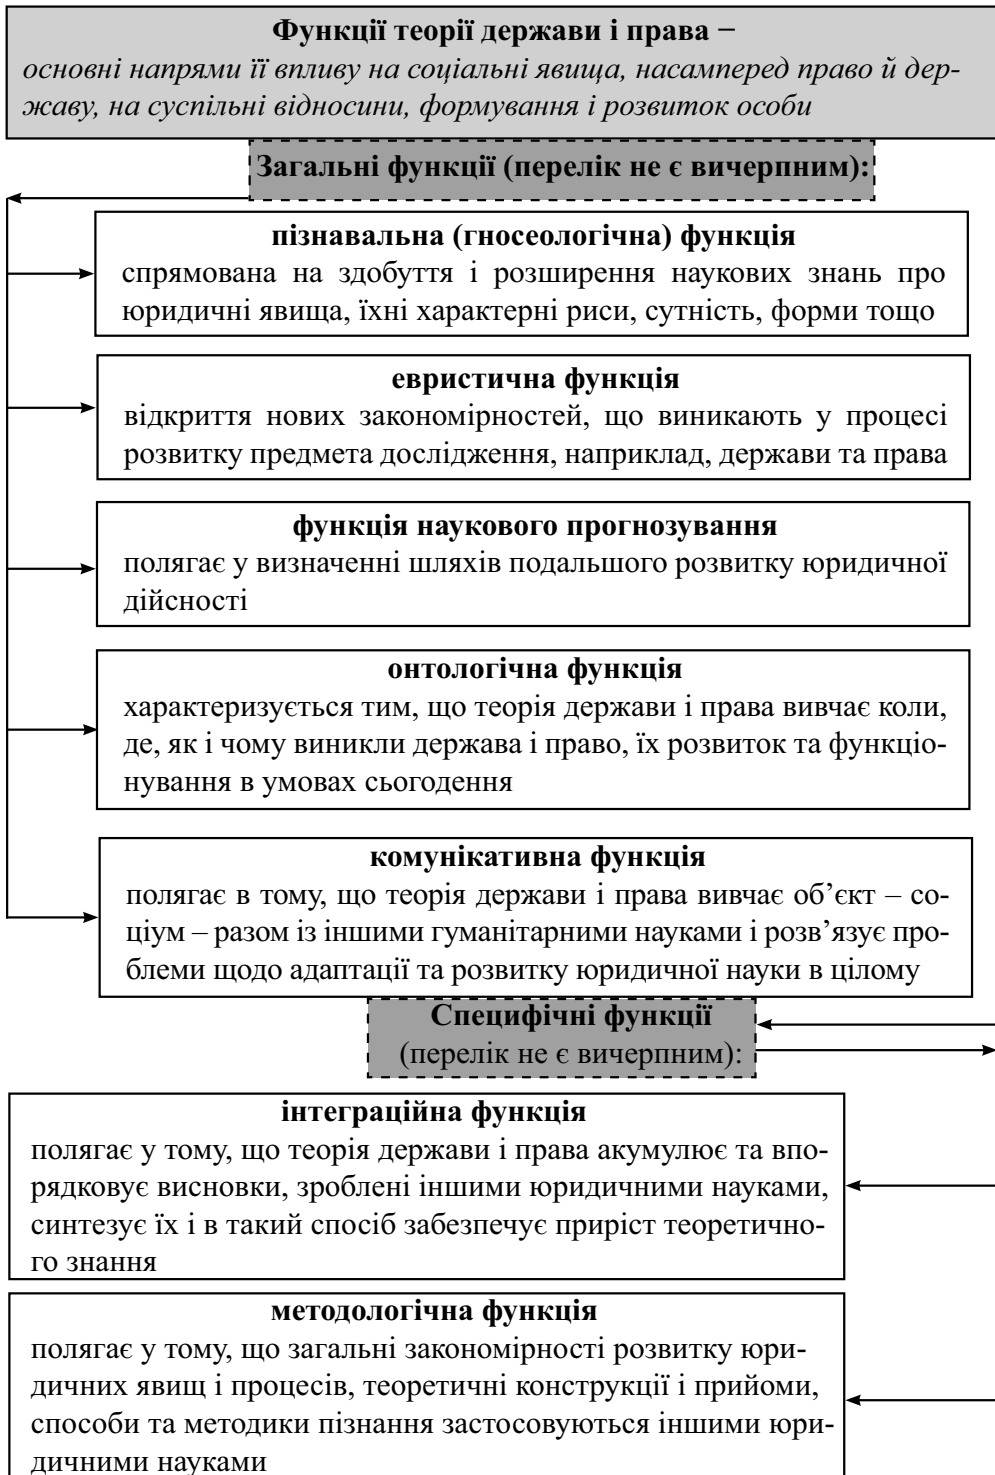 Функції теорії держави і права –
основні напрями її впливу на соціальні явища, насамперед право й дер-
жаву, на суспільні відносини, формування і розвиток особи
Загальні функції (перелік не є вичерпним):
пізнавальна (гносеологічна) функція
спрямована на здобуття і розширення наукових знань про
юридичні явища, їхні характерні риси, сутність, форми тощо
евристична функція
відкриття нових закономірностей, що виникають у процесі
розвитку предмета дослідження, наприклад, держави та права
функція наукового прогнозування
полягає у визначенні шляхів подальшого розвитку юридичної
дійсності
онтологічна функція
характеризується тим, що теорія держави і права вивчає коли,
де, як і чому виникли держава і право, їх розвиток та функціо-
нування в умовах сьогодення
комунікативна функція
полягає в тому, що теорія держави і права вивчає об’єкт – со-
ціум – разом із іншими гуманітарними науками і розв’язує про-
блеми щодо адаптації та розвитку юридичної науки в цілому
Специфічні функції
(перелік не є вичерпним):
інтеграційна функція
полягає у тому, що теорія держави і права акумулює та впо-
рядковує висновки, зроблені іншими юридичними науками,
синтезує їх і в такий спосіб забезпечує приріст теоретично-
го знання
методологічна функція
полягає у тому, що загальні закономірності розвитку юри-
дичних явищ і процесів, теоретичні конструкції і прийоми,
способи та методики пізнання застосовуються іншими юри-
дичними науками